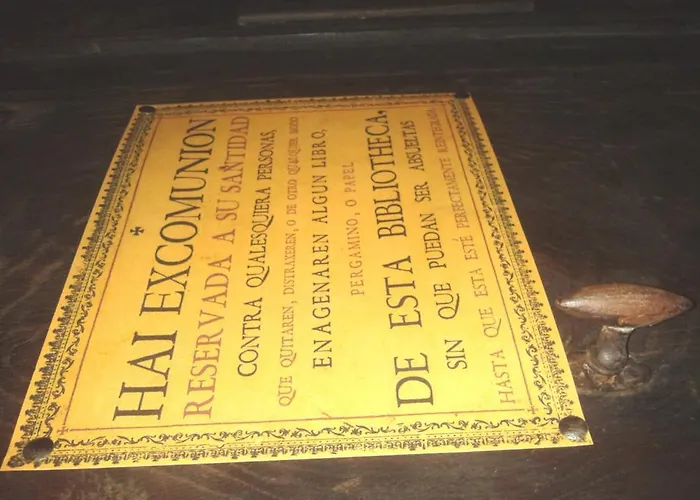 HAI EXCOMUNION
RESERVADA A SU SANTIDAD
CONTRA QUALESQUIERA PERSONAS,
QUE QUITAREN, DISTRAXEREN, O DE OTRO QUALQUIER MODO
ENAGENAREN ALGUN LIBRO,
PERGAMINO, O PAPEL
DE ESTA BIBLIOTHECA,
SIN QUE PUEDAN SER ABSUELTAS
HASTA QUE ESTA ESTÉ PERFECTAMENTE REINTEGRADA